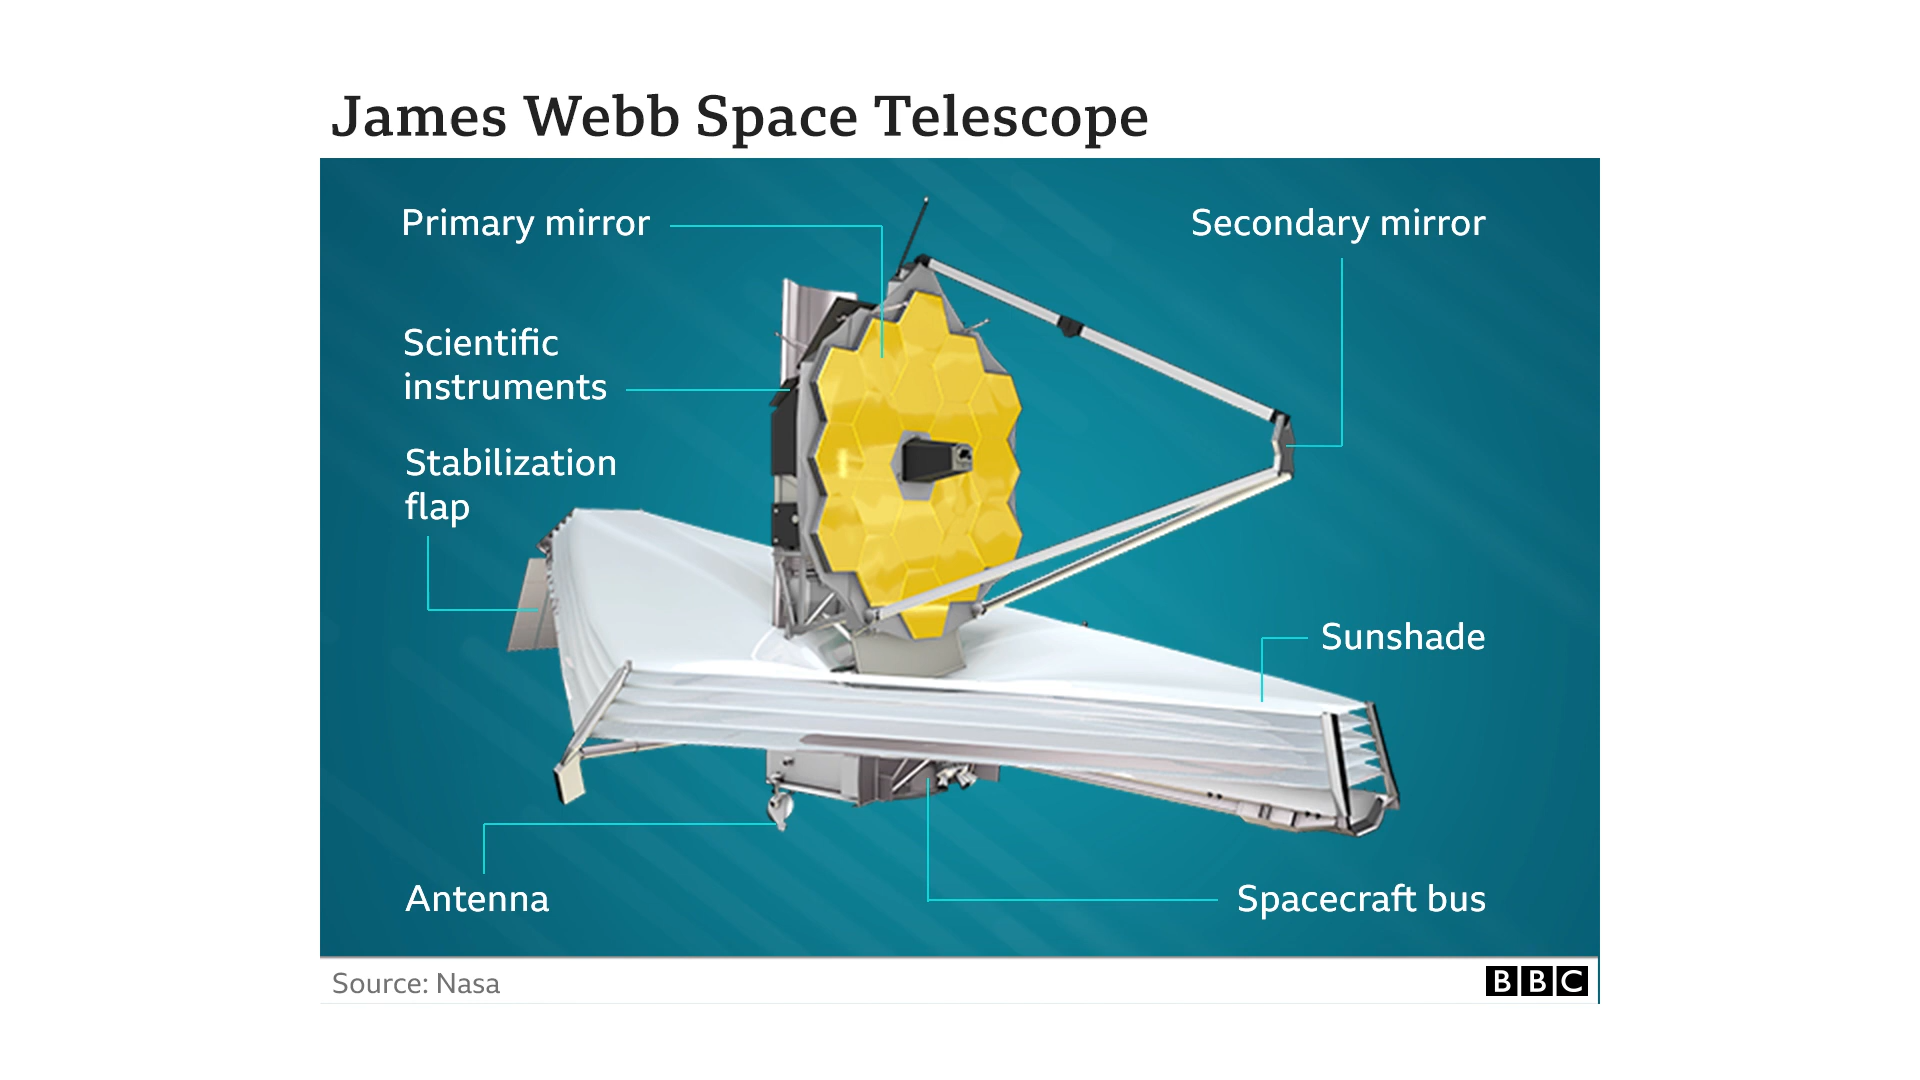 James Webb Space Telescope
Primary mirror
Secondary mirror
Scientific
instruments
Stabilization
flap
Sunshade
Antenna
Spacecraft bus
Source: Nasa
BBC